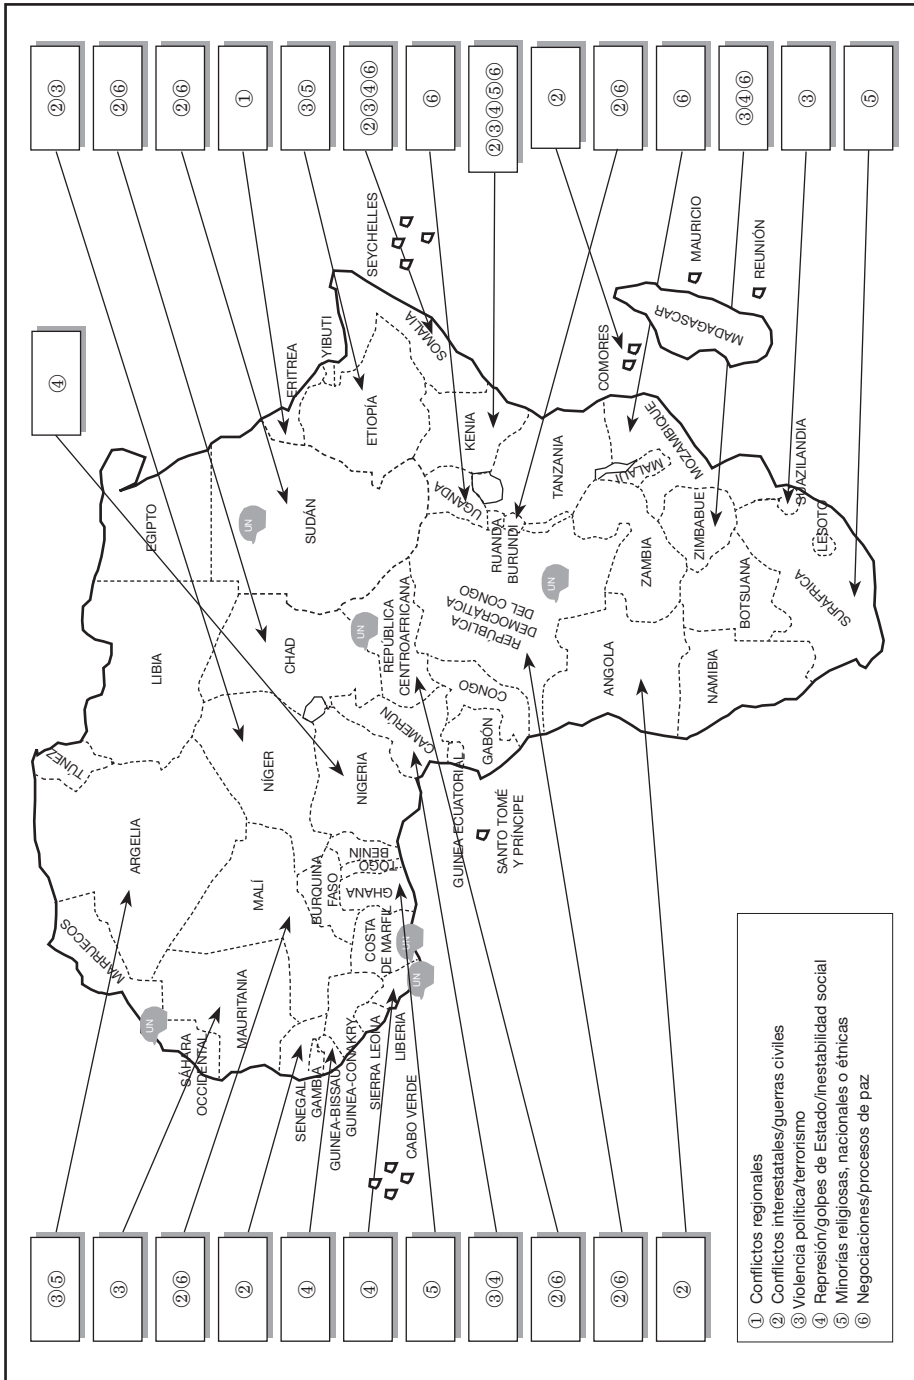 ③⑤
③
②⑥
②
④
④
⑤
③④
②⑥
②⑥
②
④
②③
②⑥
②⑥
①
③⑤
②③④⑥
⑥
②③④⑤⑥
②
②⑥
⑥
③④⑥
③
⑤
TÚNEZ
MARRUECOS
ARGELIA
LIBIA
EGIPTO
UN
SÁHARA
OCCIDENTAL
MAURITANIA
MALÍ
NÍGER
CHAD
SUDÁN
UN
ERITREA
YIBUTI
SENEGAL
GAMBIA
GUINEA-BISSAU
GUINEA-CONAKRY
SIERRA LEONA
LIBERIA
CABO VERDE
BURQUINA
FASO
COSTA
DE MARFIL
UN
UN
GHANA
TOGO
BENÍN
NIGERIA
CAMERÚN
UN
REPÚBLICA
CENTROAFRICANA
ETIOPÍA
SOMALIA
SEYCHELLES
GUINEA ECUATORIAL
SANTO TOMÉ
Y PRÍNCIPE
GABÓN
CONGO
REPÚBLICA
DEMOCRÁTICA
DEL CONGO
UN
UGANDA
KENIA
RUANDA
BURUNDI
TANZANIA
COMORES
ANGOLA
ZAMBIA
MALAUI
MOZAMBIQUE
MADAGASCAR
MAURICIO
REUNIÓN
NAMIBIA
BOTSUANA
ZIMBABUE
SUAZILANDIA
LESOTO
SURÁFRICA
① Conflictos regionales
② Conflictos interestatales/guerras civiles
③ Violencia política/terrorismo
④ Represión/golpes de Estado/inestabilidad social
⑤ Minorías religiosas, nacionales o étnicas
⑥ Negociaciones/procesos de paz